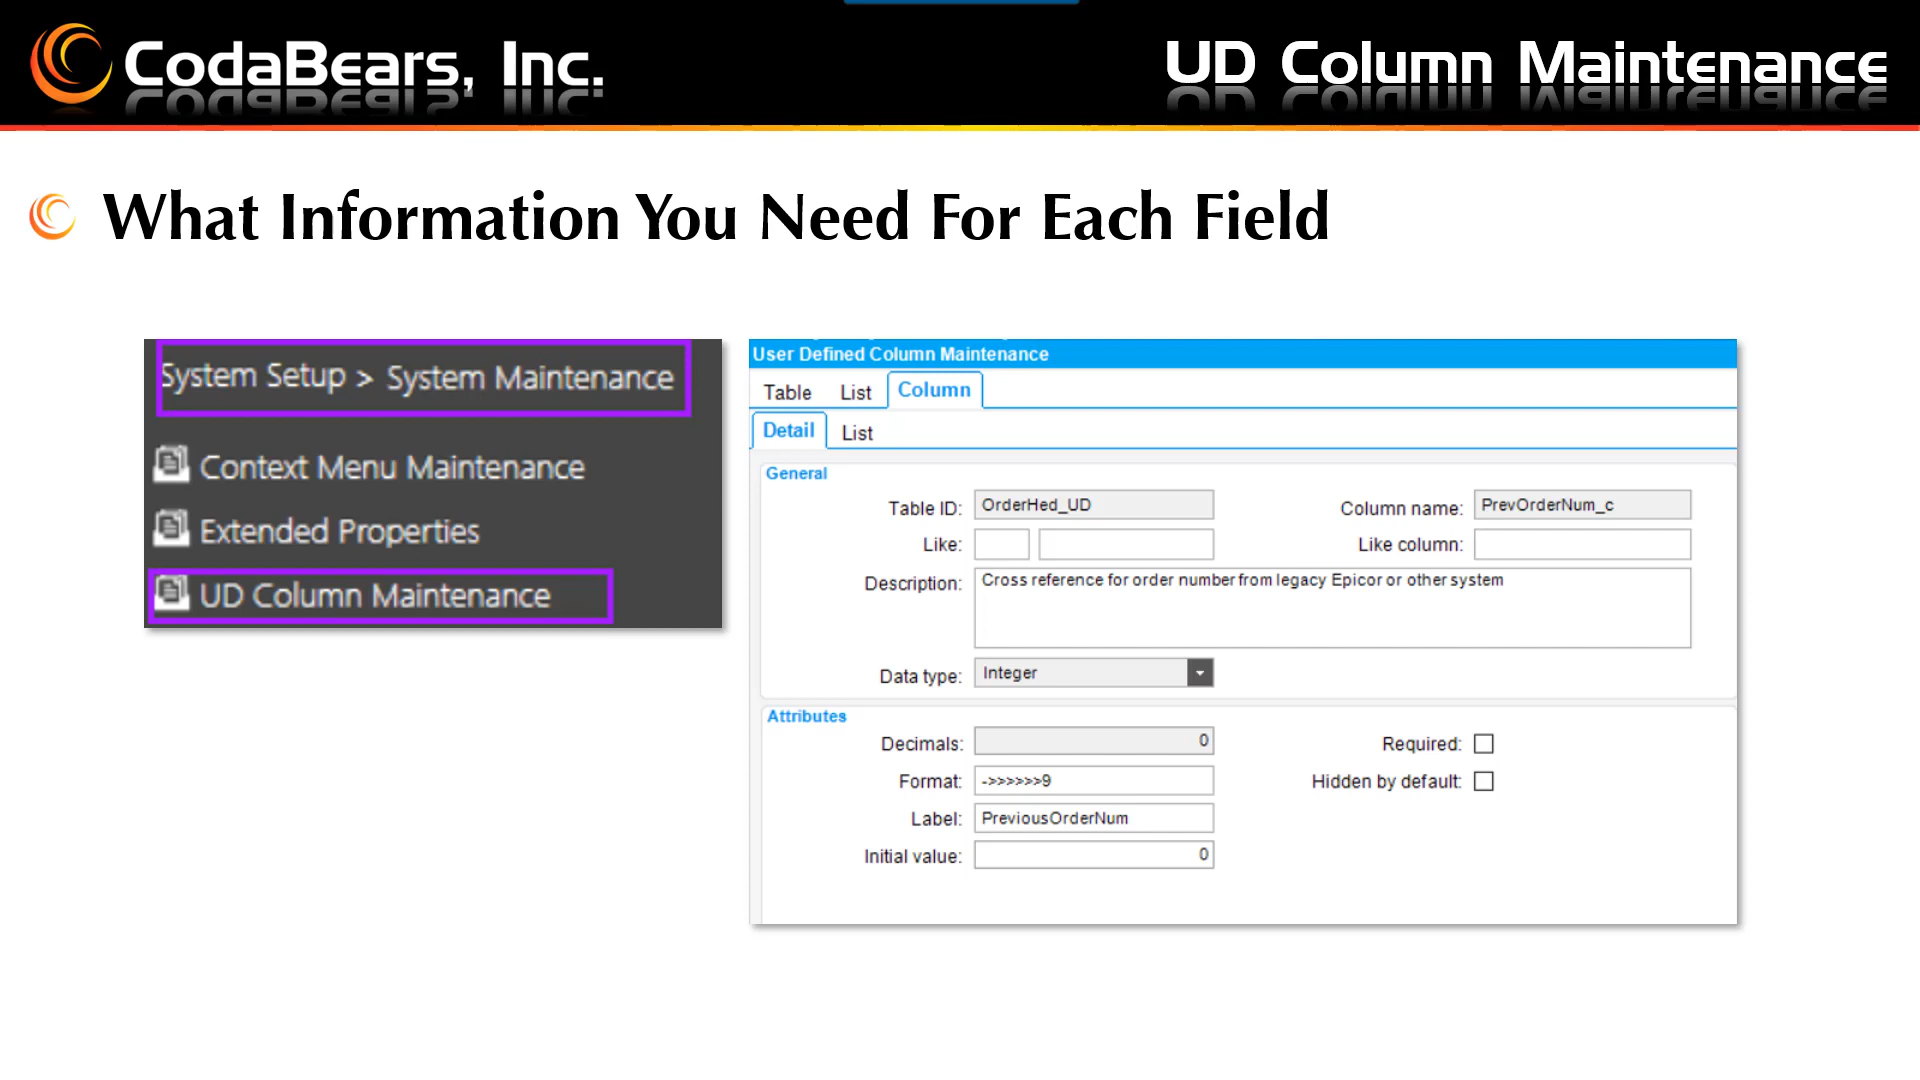 CodaBears, Inc.
UD Column Maintenance
What Information You Need For Each Field
System Setup > System Maintenance
Context Menu Maintenance
Extended Properties
UD Column Maintenance
User Defined Column Maintenance
Table List Column
Detail List
General
Table ID: OrderHed_UD Column name: PrevOrderNum_c
Like: Like column:
Description: Cross reference for order number from legacy Epicor or other system
Data type: Integer
Attributes
Decimals: 0 Required:
Format: ->>>>>>9 Hidden by default:
Label: PreviousOrderNum
Initial value: 0